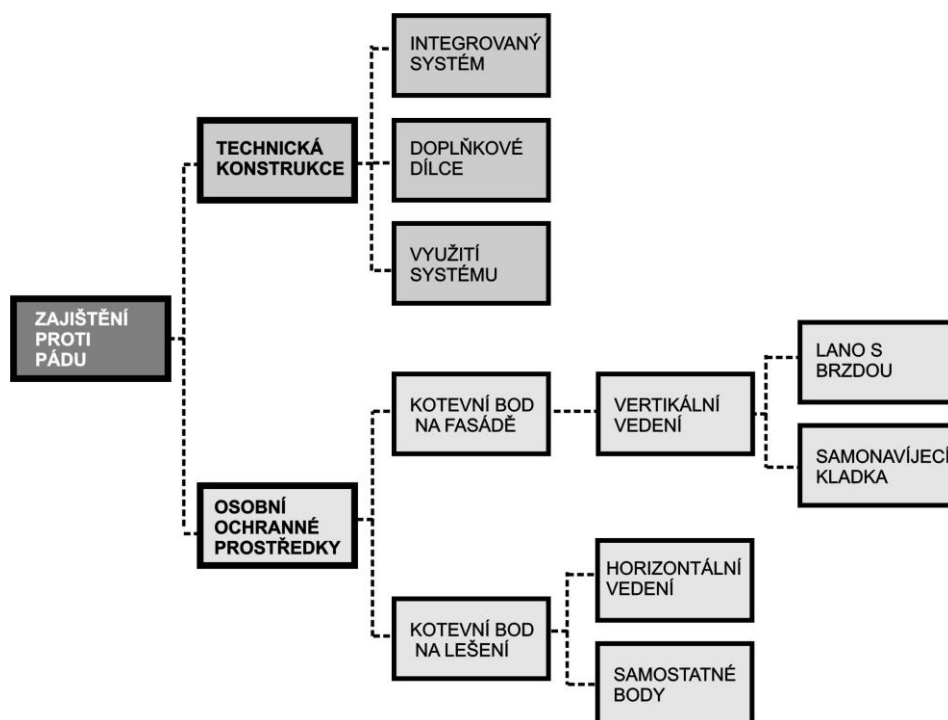 INTEGROVANÝ
SYSTÉM
TECHNICKÁ
KONSTRUKCE
DOPLŇKOVÉ
DÍLCE
VYUŽITÍ
SYSTÉMU
ZAJIŠTĚNÍ
PROTI
PÁDU
LANO S
BRZDOU
KOTEVNÍ BOD
NA FASÁDĚ
VERTIKÁLNÍ
VEDENÍ
SAMONAVÍJECÍ
KLADKA
OSOBNÍ
OCHRANNÉ
PROSTŘEDKY
HORIZONTÁLNÍ
VEDENÍ
KOTEVNÍ BOD
NA LEŠENÍ
SAMOSTATNÉ
BODY